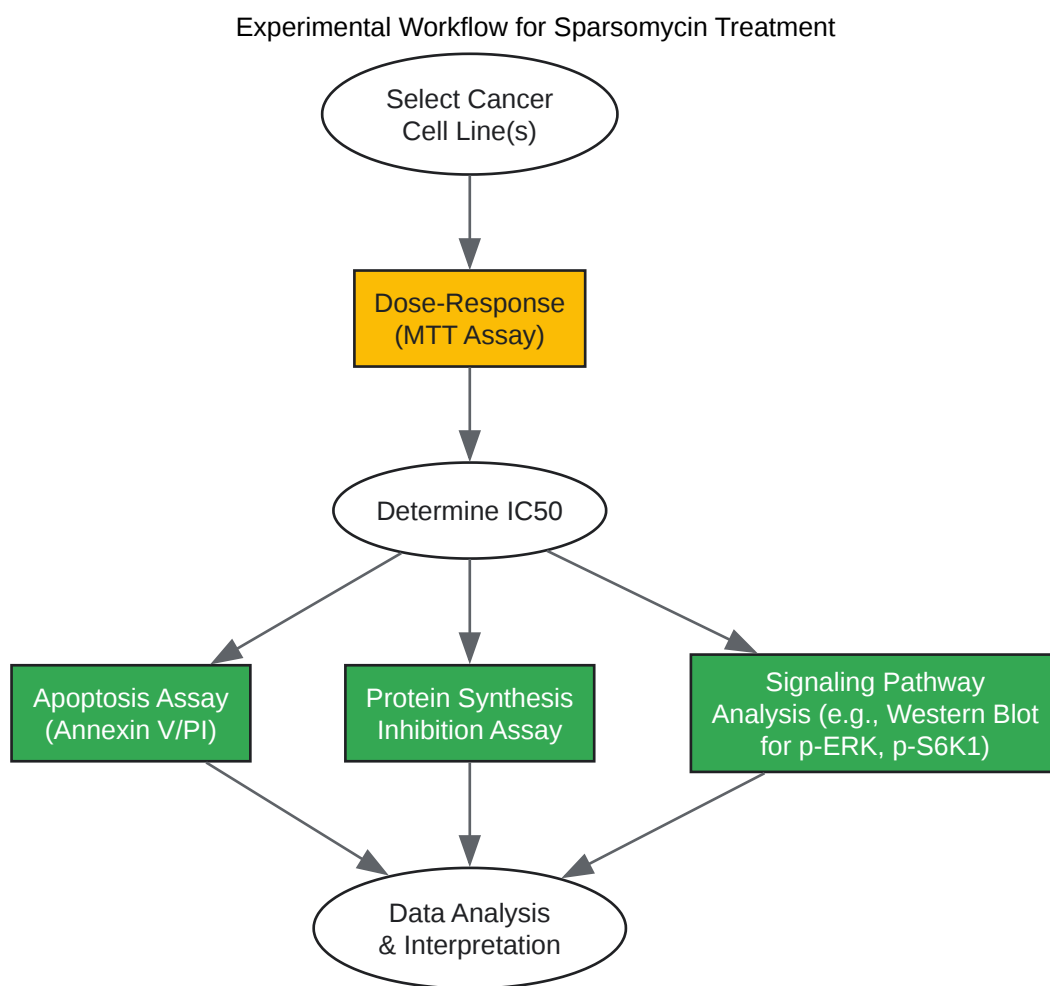 Experimental Workflow for Sparsomycin Treatment
Select Cancer
Cell Line(s)
Dose-Response
(MTT Assay)
Determine IC50
Apoptosis Assay
(Annexin V/PI)
Protein Synthesis
Inhibition Assay
Signaling Pathway
Analysis (e.g., Western Blot
for p-ERK, p-S6K1)
Data Analysis
& Interpretation